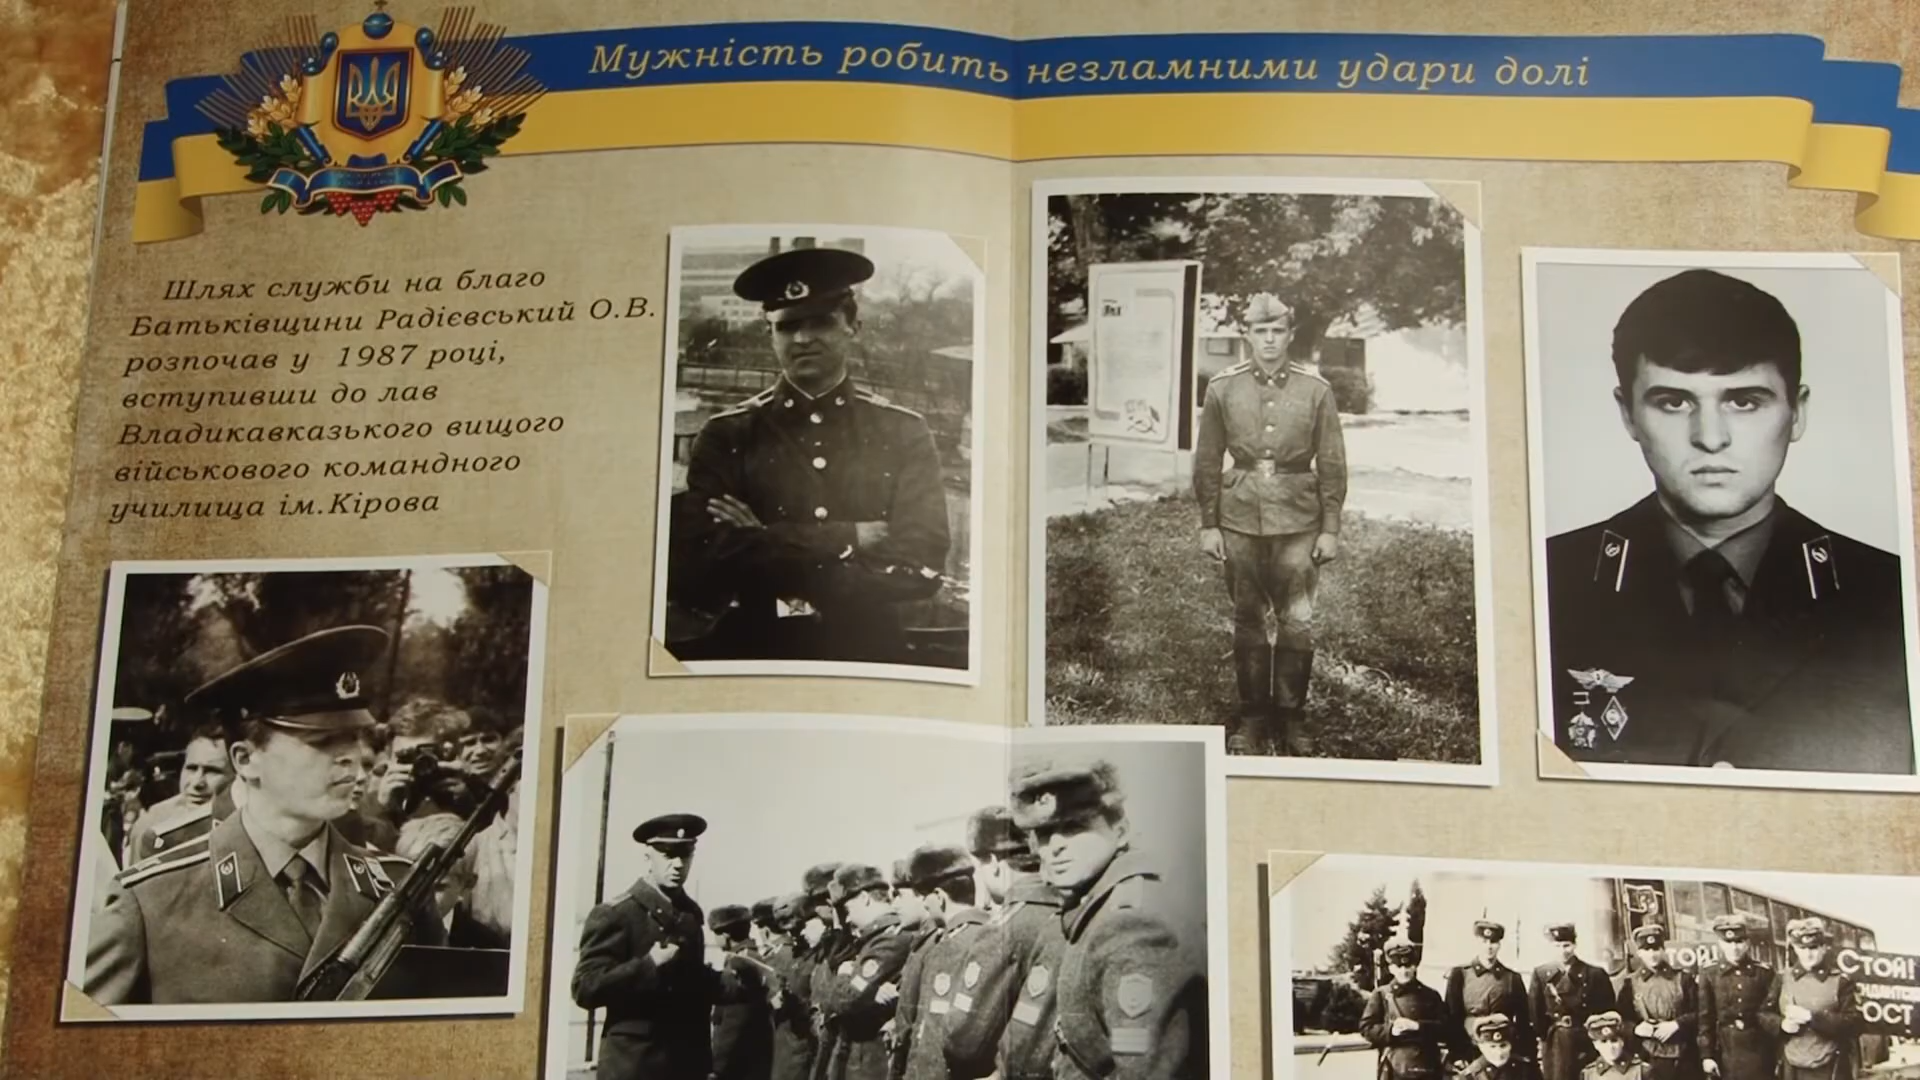 Мужність робить незламними удари долі
Шлях служби на благо
Батьківщини Радієвський О.В.
розпочав у 1987 році,
вступивши до лав
Владикавказького вищого
військового командного
училища ім.Кірова
СТОЙ!